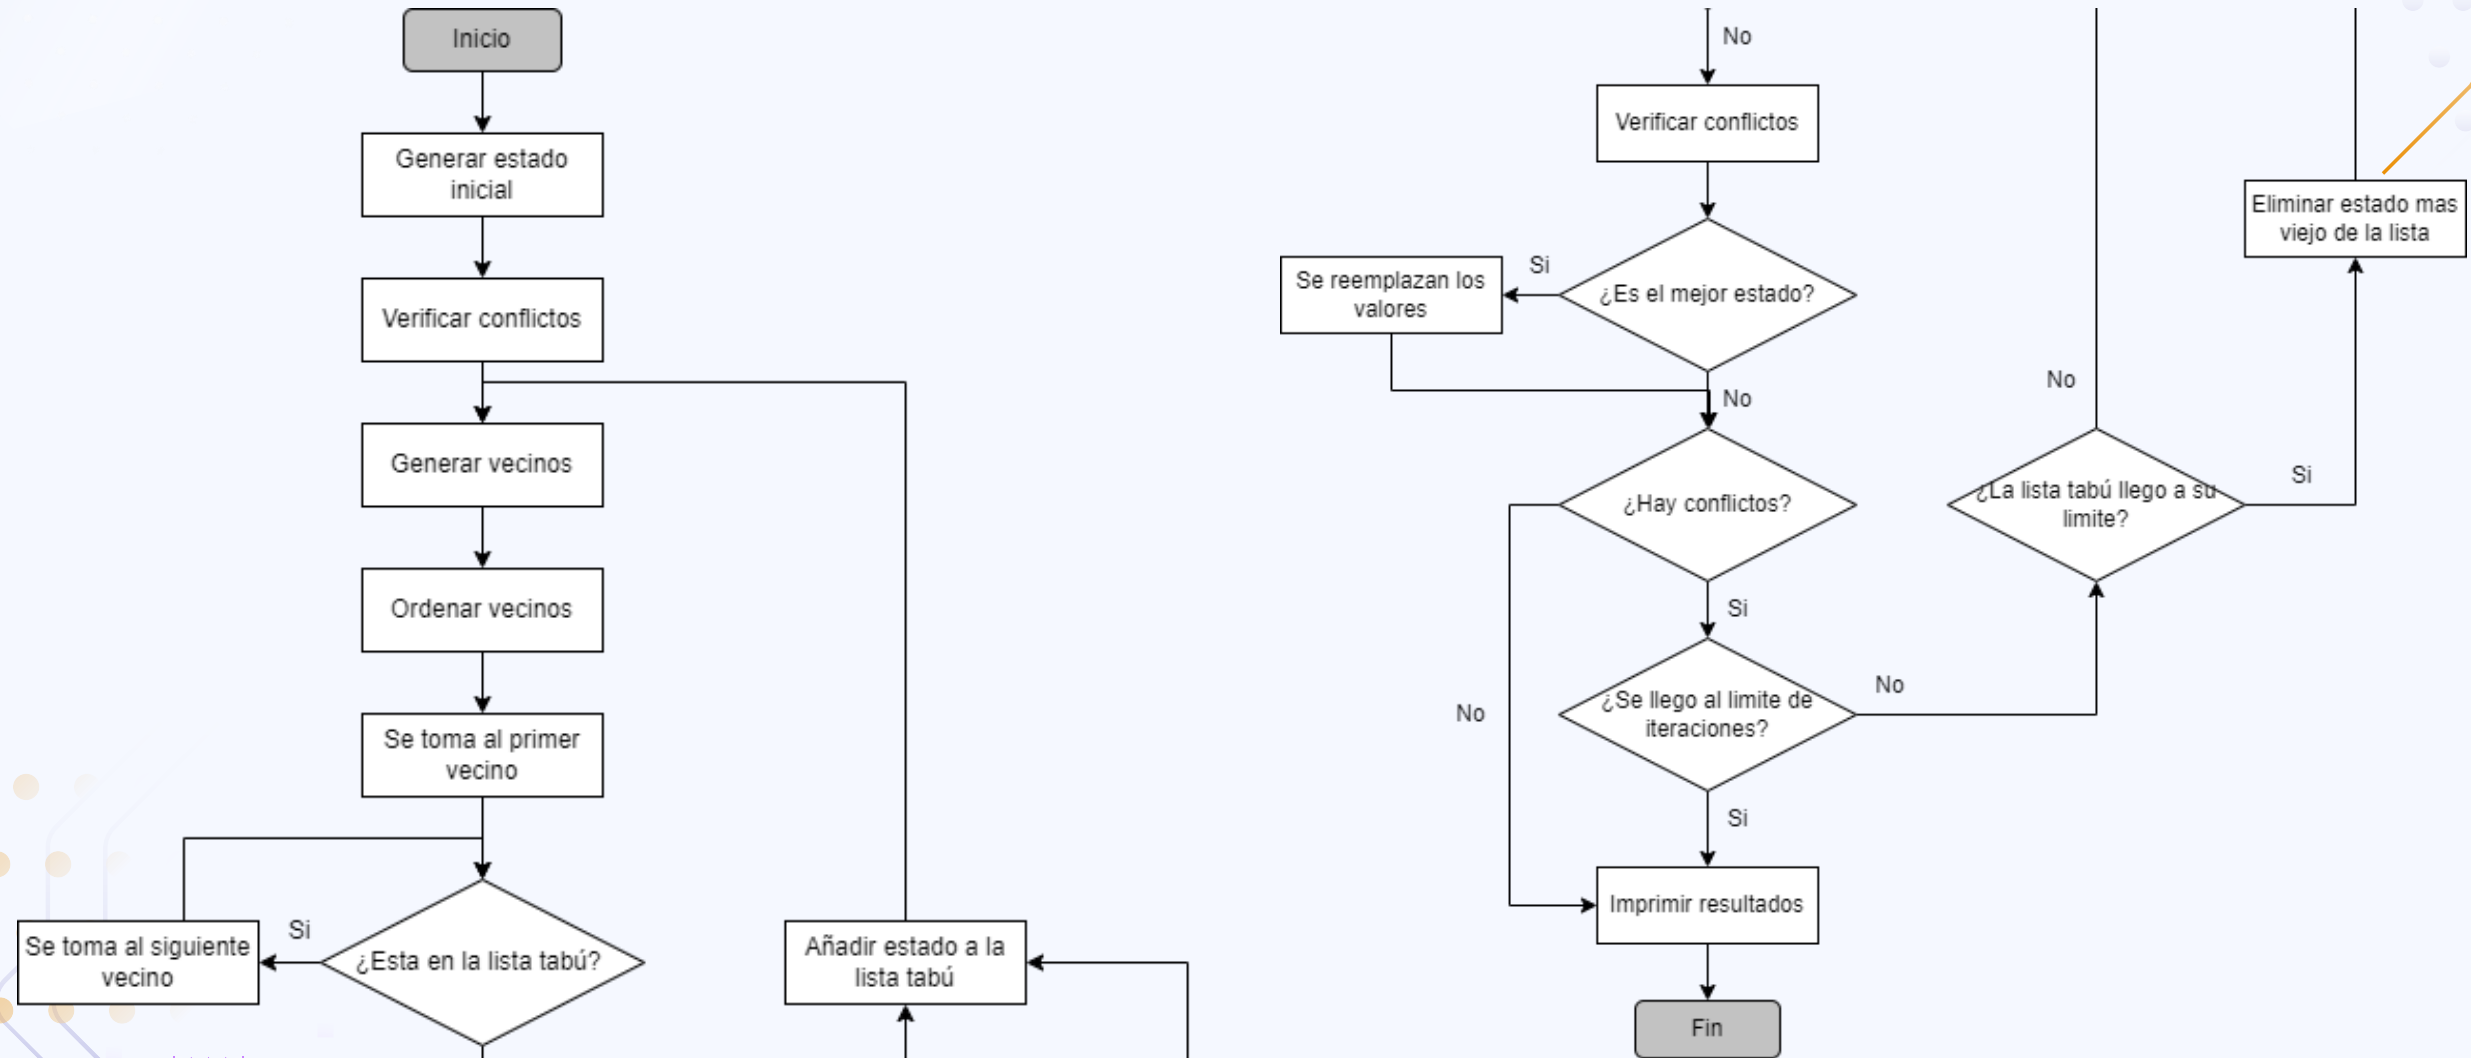 Inicio
Generar estado
inicial
Verificar conflictos
Generar vecinos
Ordenar vecinos
Se toma al primer
vecino
Si
Se toma al siguiente
vecino
¿Esta en la lista tabú?
Añadir estado a la
lista tabú
No
Verificar conflictos
¿Es el mejor estado?
Si
Se reemplazan los
valores
No
¿Hay conflictos?
No
Si
¿Se llego al limite de
iteraciones?
No
Si
Imprimir resultados
Fin
¿La lista tabú llego a su
limite?
No
Si
Eliminar estado mas
viejo de la lista